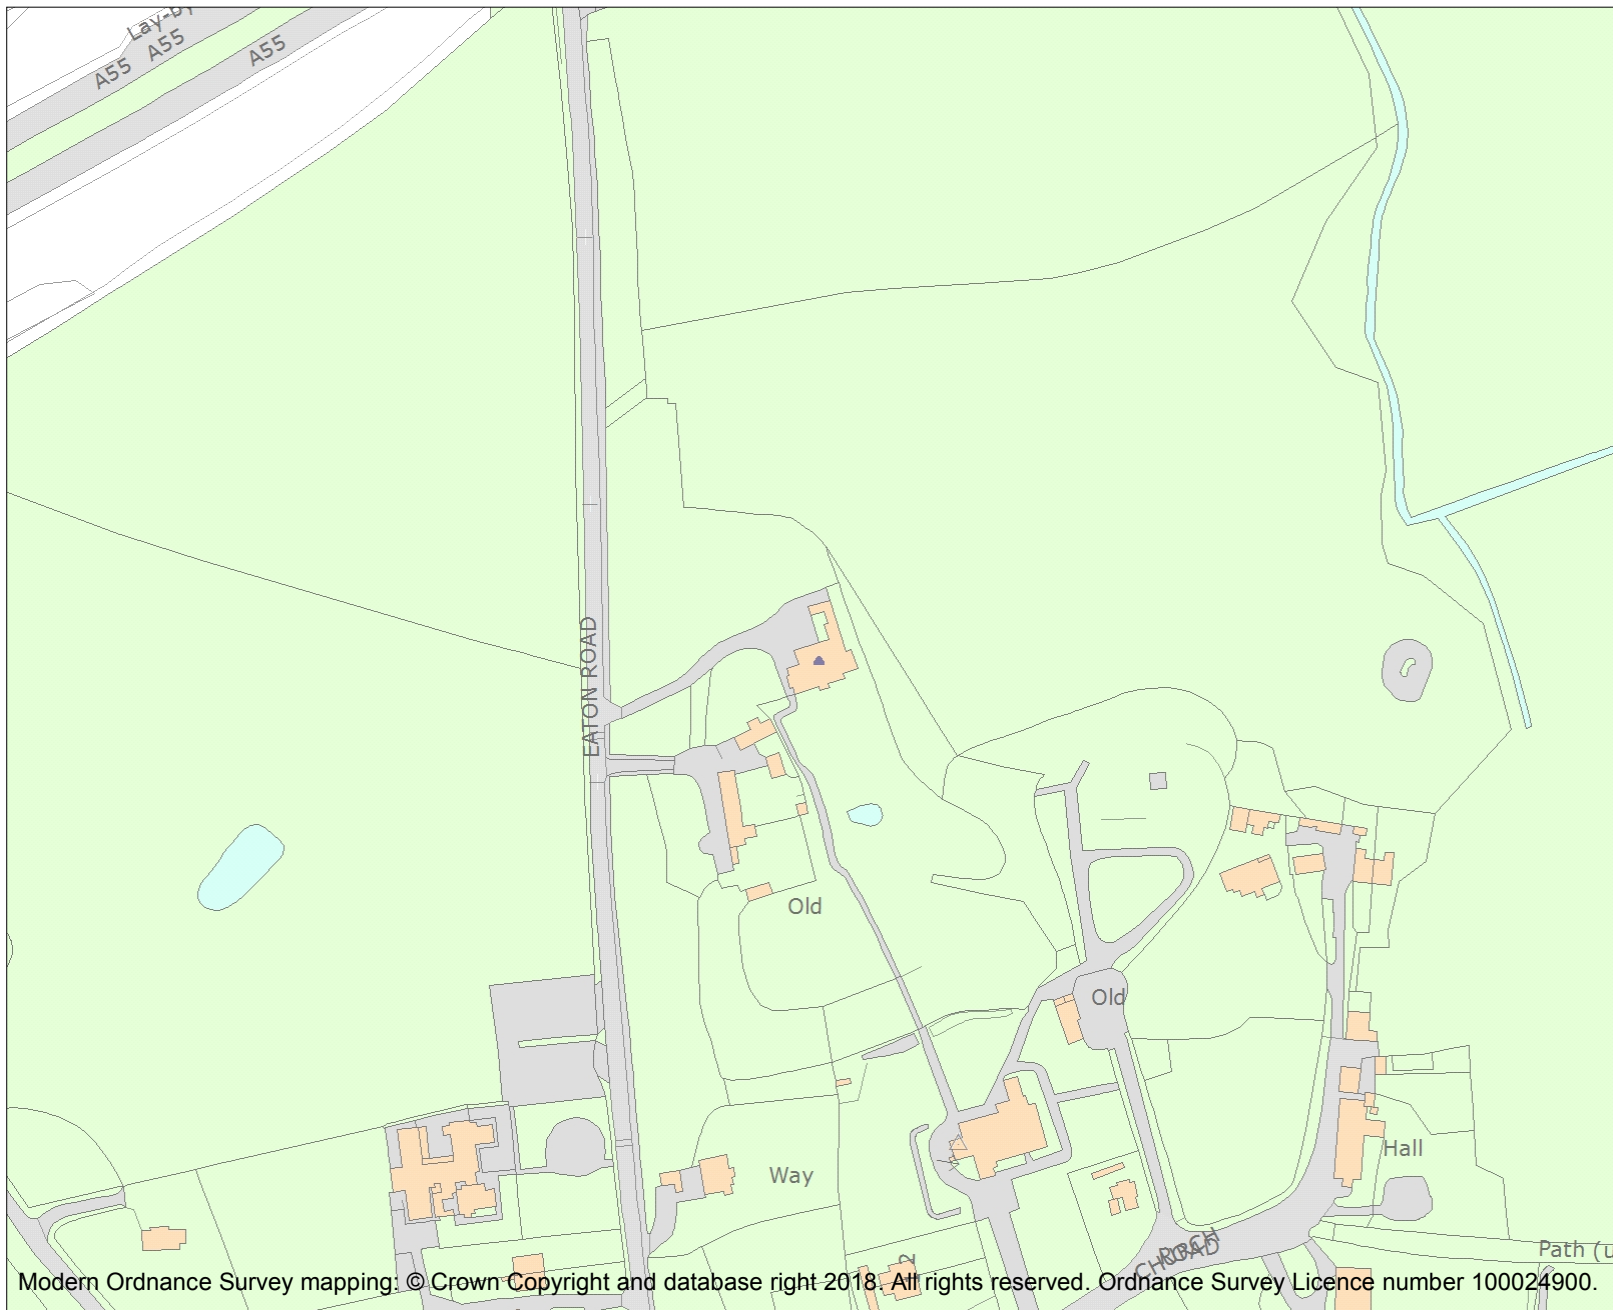 Lay-by
A55
A55
A55
EATON ROAD
Old
Old
Way
Hall
CHURCH
ROAD
Path (u
Modern Ordnance Survey mapping: © Crown Copyright and database right 2018. All rights reserved. Ordnance Survey Licence number 100024900.